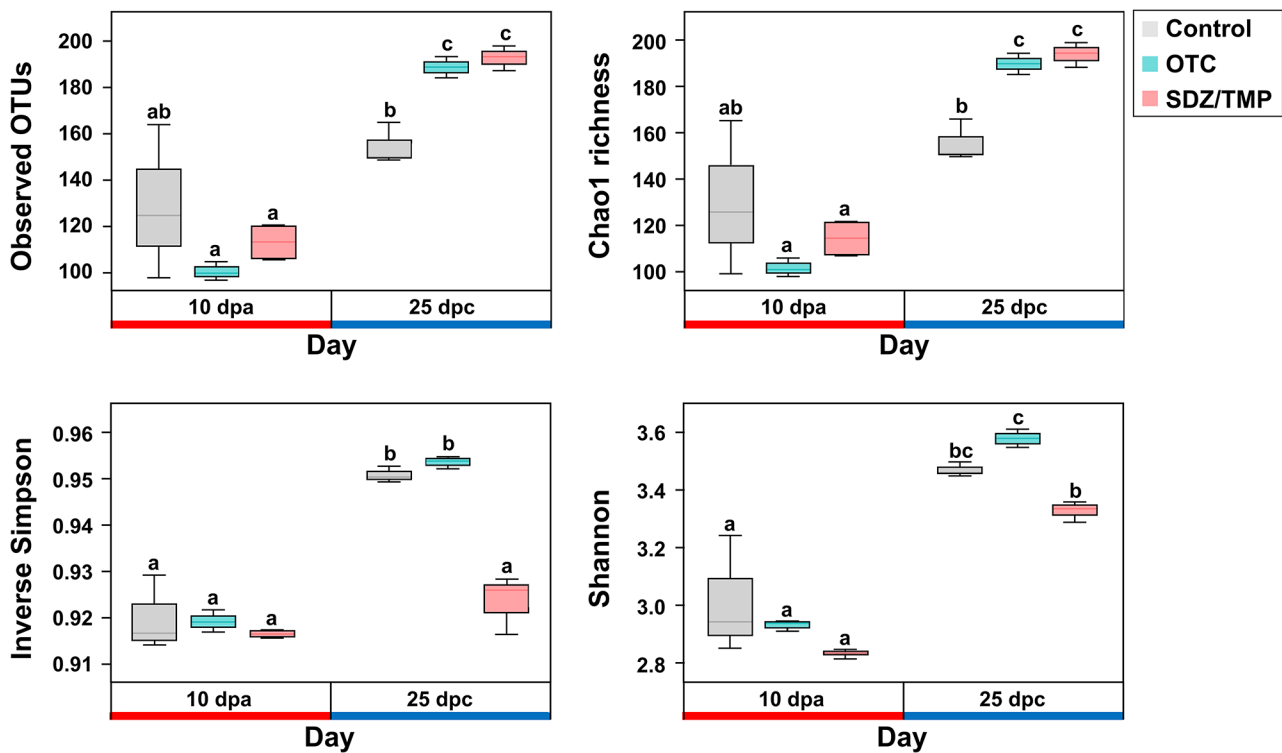 Observed OTUs
200
180
160
140
120
100
ab
a
a
b
c
c
10 dpa
25 dpc
Day
Chao1 richness
200
180
160
140
120
100
ab
a
a
b
c
c
10 dpa
25 dpc
Day
Control
OTC
SDZ/TMP
Inverse Simpson
0.96
0.95
0.94
0.93
0.92
0.91
a
a
a
b
b
a
10 dpa
25 dpc
Day
Shannon
3.6
3.4
3.2
3.0
2.8
a
a
a
bc
c
b
10 dpa
25 dpc
Day